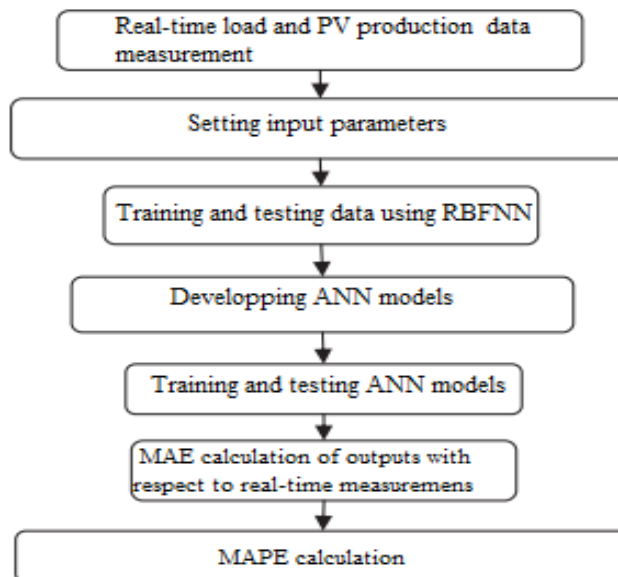 Real-time load and PV production data
measurement
Setting input parameters
Training and testing data using RBFNN
Developping ANN models
Training and testing ANN models
MAE calculation of outputs with
respect to real-time measuremens
MAPE calculation